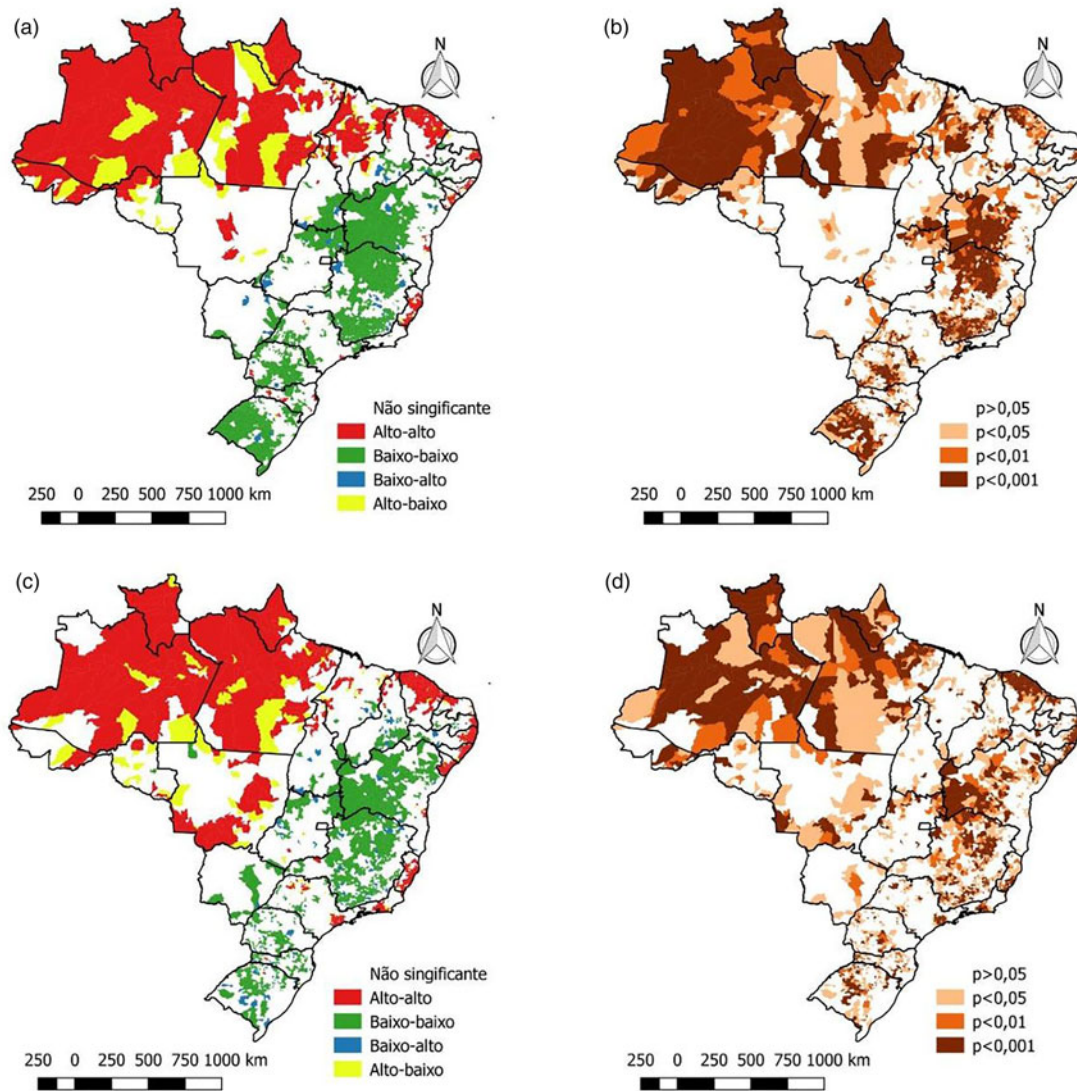 (a)
N
Não singificante
Alto-alto
Baixo-baixo
Baixo-alto
Alto-baixo
250 0 250 500 750 1000 km
(b)
N
p>0,05
p<0,05
p<0,01
p<0,001
250 0 250 500 750 1000 km
(c)
N
Não singificante
Alto-alto
Baixo-baixo
Baixo-alto
Alto-baixo
250 0 250 500 750 1000 km
(d)
N
p>0,05
p<0,05
p<0,01
p<0,001
250 0 250 500 750 1000 km